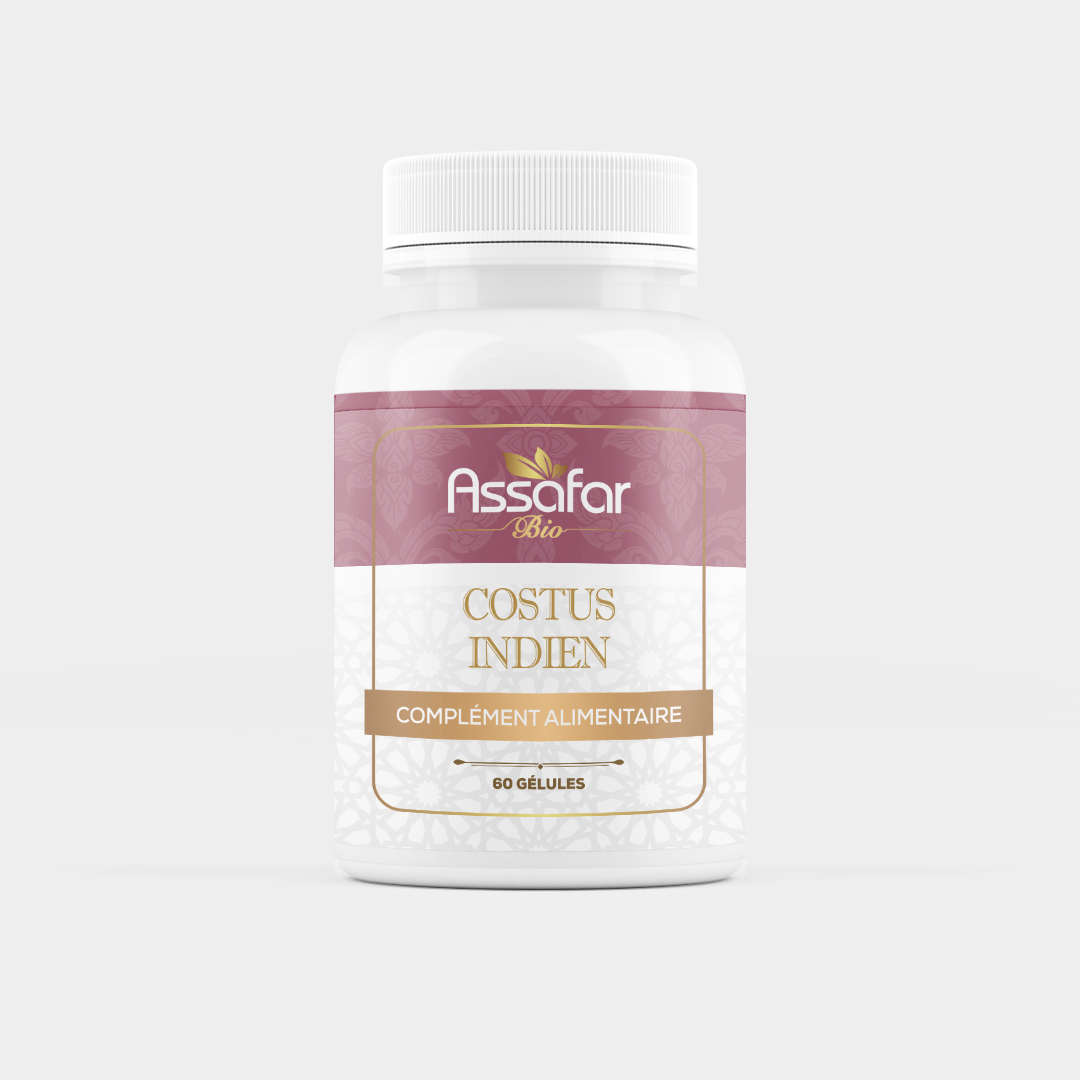 Assafar
Bio
COSTUS
INDIEN
COMPLÉMENT ALIMENTAIRE
60 GÉLULES